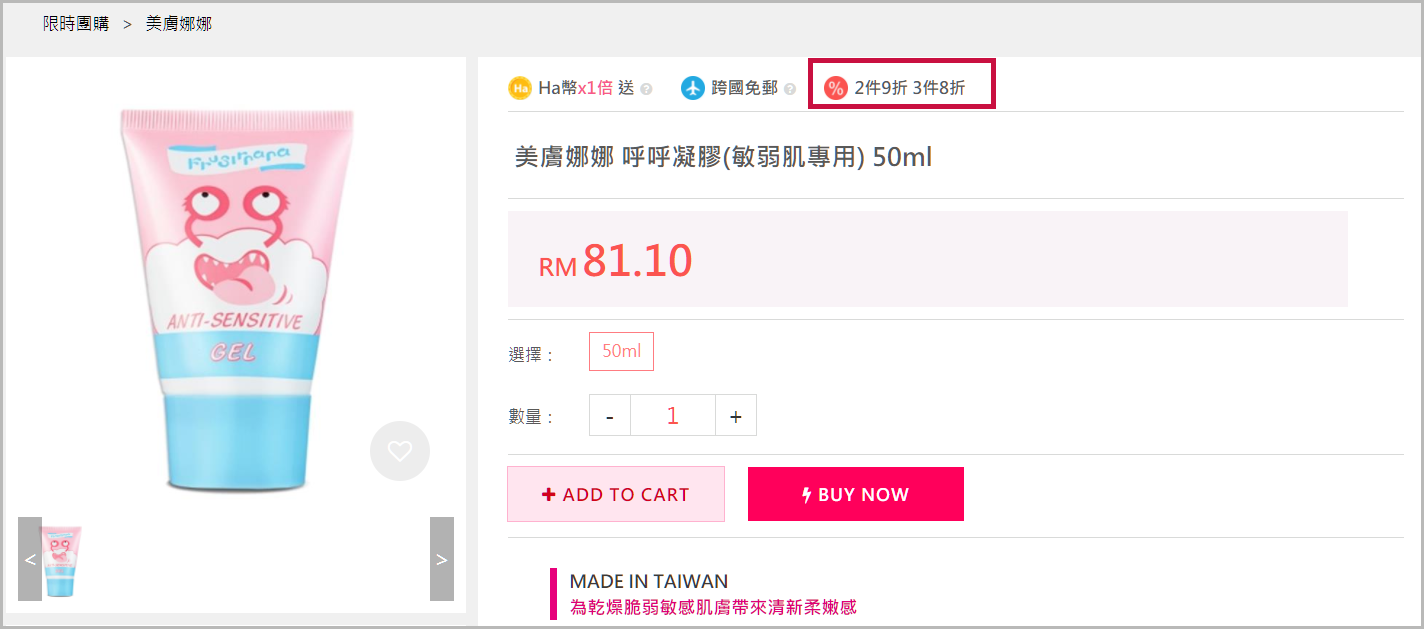 限時團購 > 美膚娜娜
Ha Ha幣x1倍 送 ? 跨國免郵 ? % 2件9折 3件8折
美膚娜娜 呼呼凝膠(敏弱肌專用) 50ml
Frugimana
ANTI-SENSITIVE
GEL
RM 81.10
選擇 : 50ml
數量 : - 1 +
+ ADD TO CART BUY NOW
< >
MADE IN TAIWAN
為乾燥脆弱敏感肌膚帶來清新柔嫩感